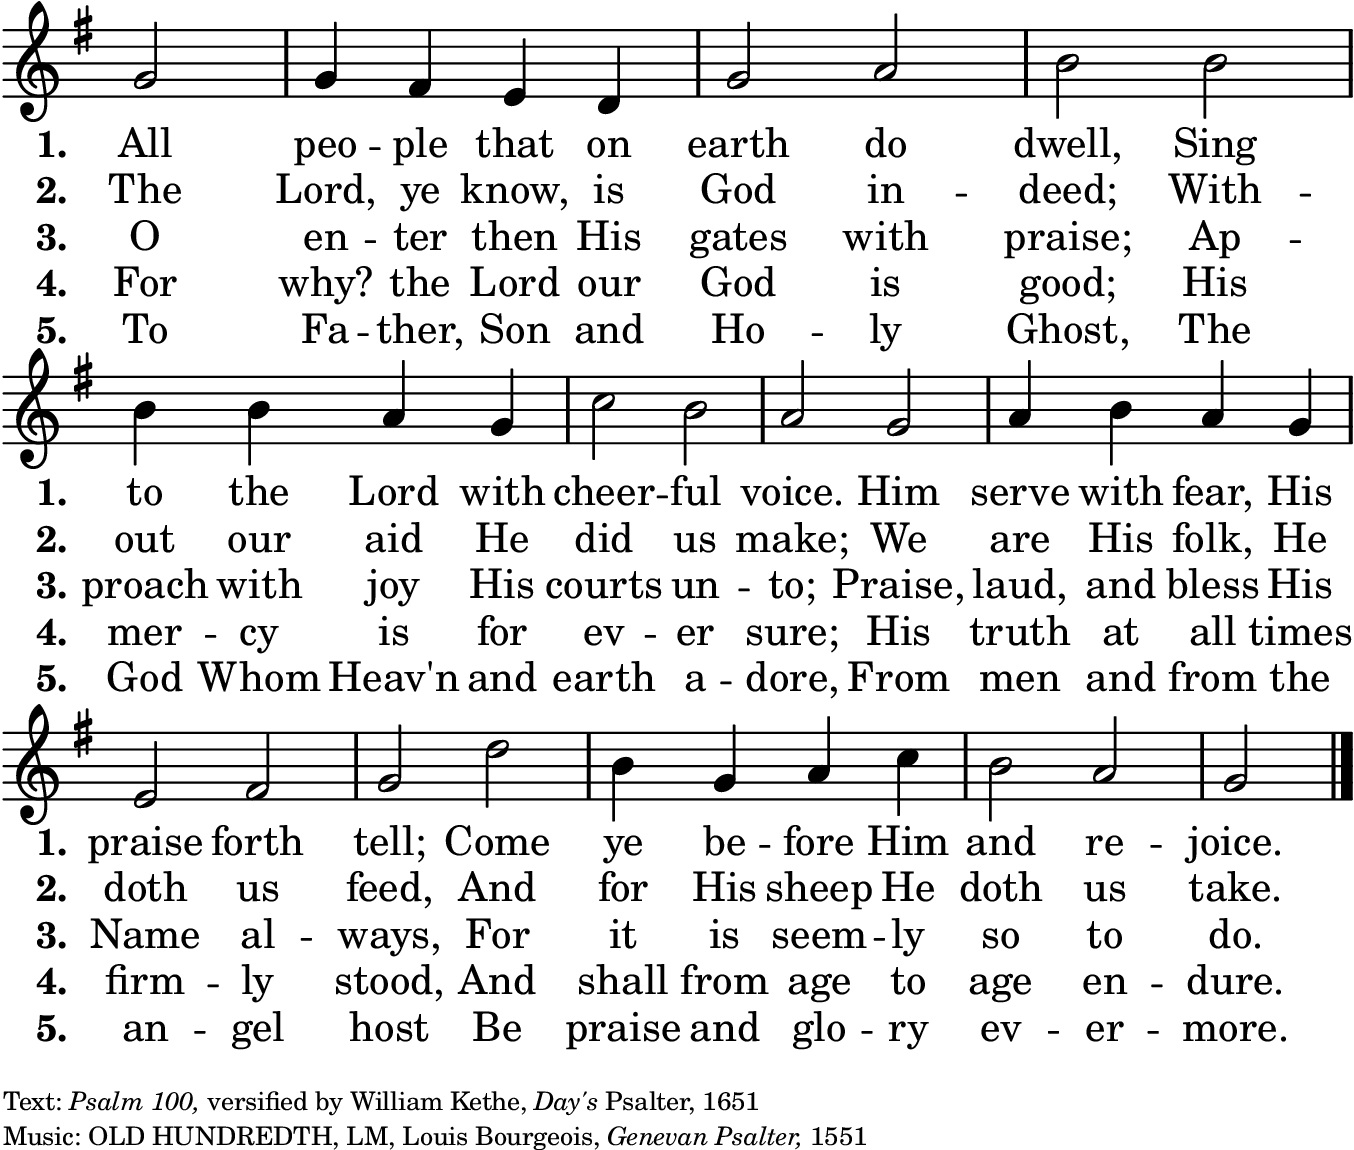 1. All peo - ple that on earth do dwell, Sing
2. The Lord, ye know, is God in - deed; With -
3. O en - ter then His gates with praise; Ap -
4. For why? the Lord our God is good; His
5. To Fa - ther, Son and Ho - ly Ghost, The
1. to the Lord with cheer - ful voice. Him serve with fear, His
2. out our aid He did us make; We are His folk, He
3. proach with joy His courts un - to; Praise, laud, and bless His
4. mer - cy is for ev - er sure; His truth at all times
5. God Whom Heav'n and earth a - dore, From men and from the
1. praise forth tell; Come ye be - fore Him and re - joice.
2. doth us feed, And for His sheep He doth us take.
3. Name al - ways, For it is seem - ly so to do.
4. firm - ly stood, And shall from age to age en - dure.
5. an - gel host Be praise and glo - ry ev - er - more.
Text: Psalm 100, versified by William Kethe, Day's Psalter, 1651
Music: OLD HUNDREDTH, LM, Louis Bourgeois, Genevan Psalter, 1551